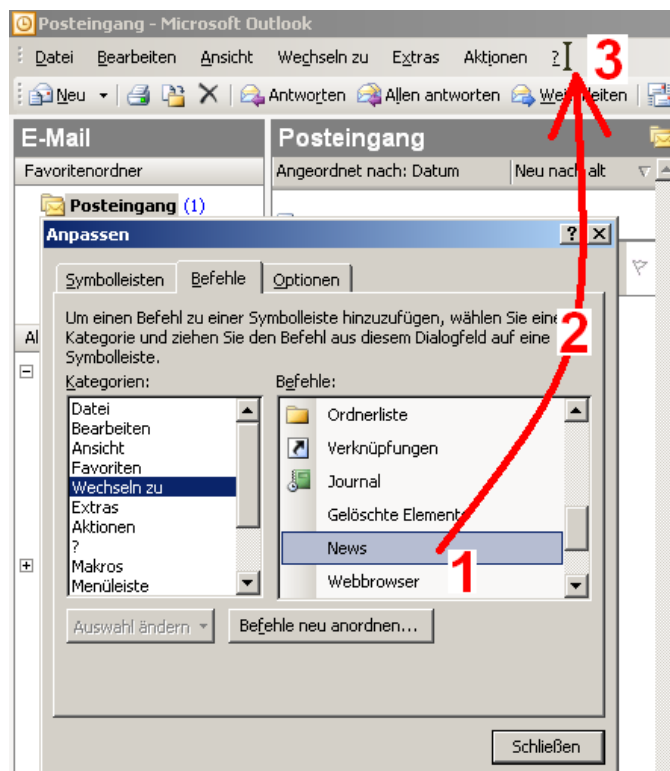 Posteingang - Microsoft Outlook
Datei Bearbeiten Ansicht Wechseln zu Extras Aktionen ?
3
Neu Antworten Allen antworten Weiterleiten
E-Mail
Posteingang
Favoritenordner
Angeordnet nach: Datum
Neu nach alt
Posteingang (1)
Anpassen
Symbolleisten Befehle Optionen
Um einen Befehl zu einer Symbolleiste hinzuzufügen, wählen Sie eine
Kategorie und ziehen Sie den Befehl aus diesem Dialogfeld auf eine
Symbolleiste.
2
Al
Kategorien:
Datei
Bearbeiten
Ansicht
Favoriten
Wechseln zu
Extras
Aktionen
?
Makros
Menüleiste
Befehle:
Ordnerliste
Verknüpfungen
Journal
Gelöschte Elemente
News
1
Webbrowser
Auswahl ändern
Befehle neu anordnen...
Schließen